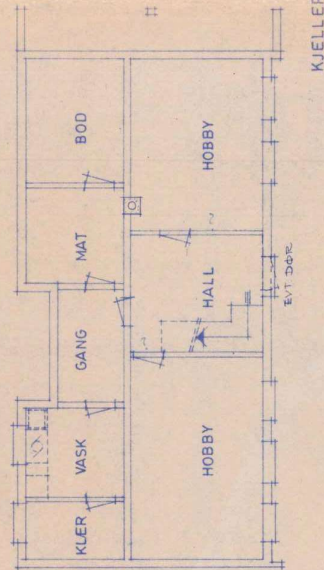 KJELLER
BOD
MAT
GANG
VASK
KLÆR
HOBBY
HALL
HOBBY
EVT DØR